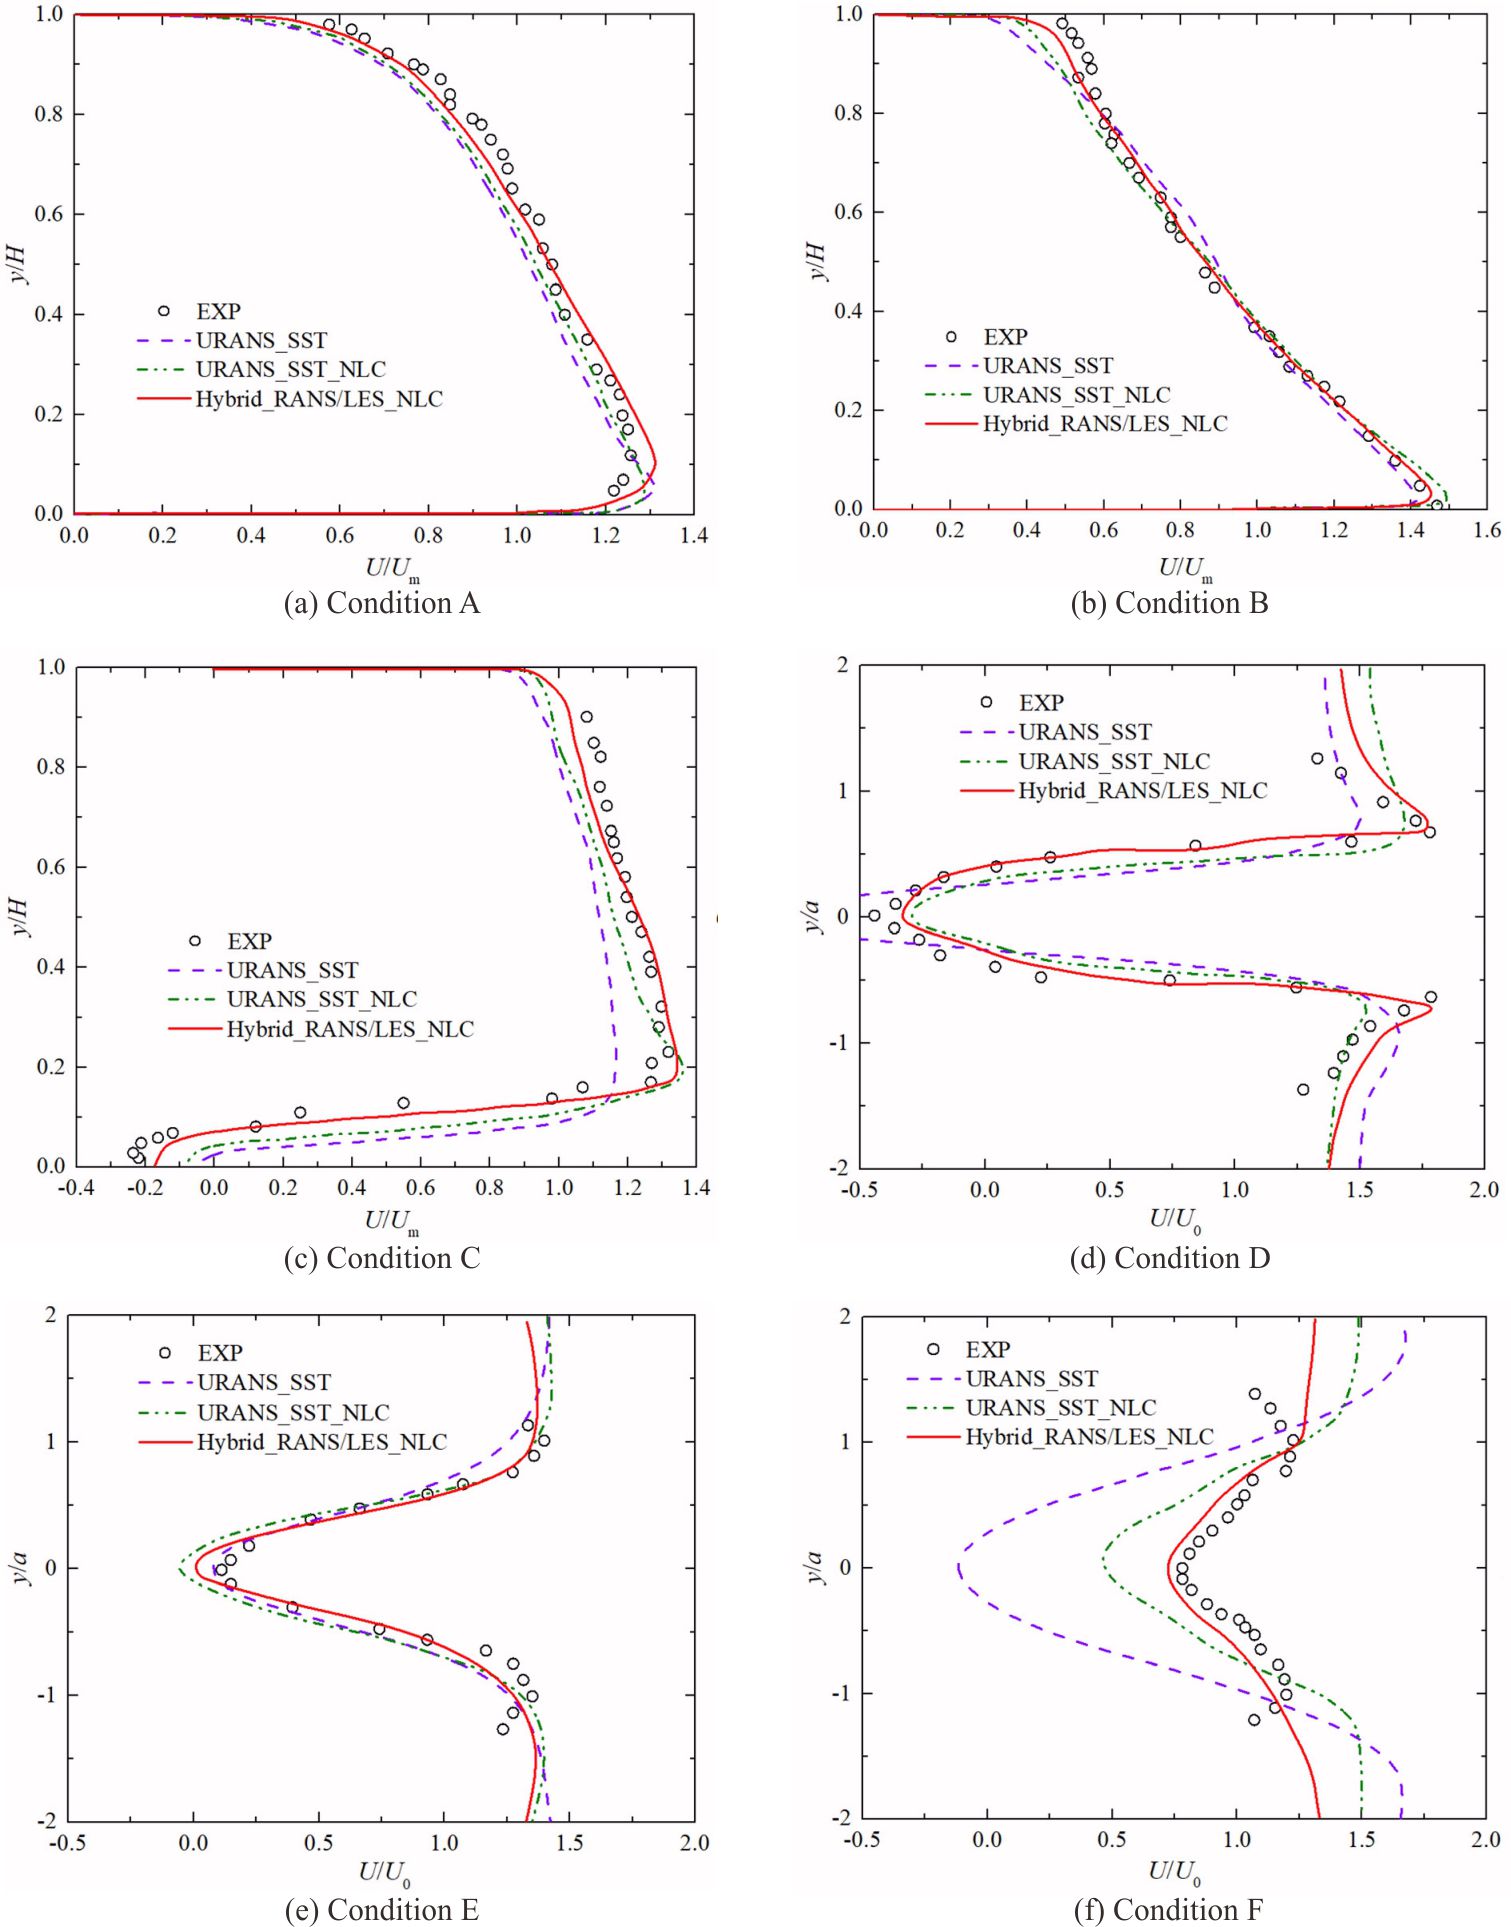 1.0
0.8
0.6
0.4
0.2
0.0
y/H
EXP
URANS_SST
URANS_SST_NLC
Hybrid_RANS/LES_NLC
0.0 0.2 0.4 0.6 0.8 1.0 1.2 1.4
U/Um
(a) Condition A
1.0
0.8
0.6
0.4
0.2
0.0
y/H
EXP
URANS_SST
URANS_SST_NLC
Hybrid_RANS/LES_NLC
0.0 0.2 0.4 0.6 0.8 1.0 1.2 1.4 1.6
U/Um
(b) Condition B
1.0
0.8
0.6
0.4
0.2
0.0
y/H
EXP
URANS_SST
URANS_SST_NLC
Hybrid_RANS/LES_NLC
-0.4 -0.2 0.0 0.2 0.4 0.6 0.8 1.0 1.2 1.4
U/Um
(c) Condition C
2
1
0
-1
-2
y/a
EXP
URANS_SST
URANS_SST_NLC
Hybrid_RANS/LES_NLC
-0.5 0.0 0.5 1.0 1.5 2.0
U/U0
(d) Condition D
2
1
0
-1
-2
y/a
EXP
URANS_SST
URANS_SST_NLC
Hybrid_RANS/LES_NLC
-0.5 0.0 0.5 1.0 1.5 2.0
U/U0
(e) Condition E
2
1
0
-1
-2
y/a
EXP
URANS_SST
URANS_SST_NLC
Hybrid_RANS/LES_NLC
-0.5 0.0 0.5 1.0 1.5 2.0
U/U0
(f) Condition F